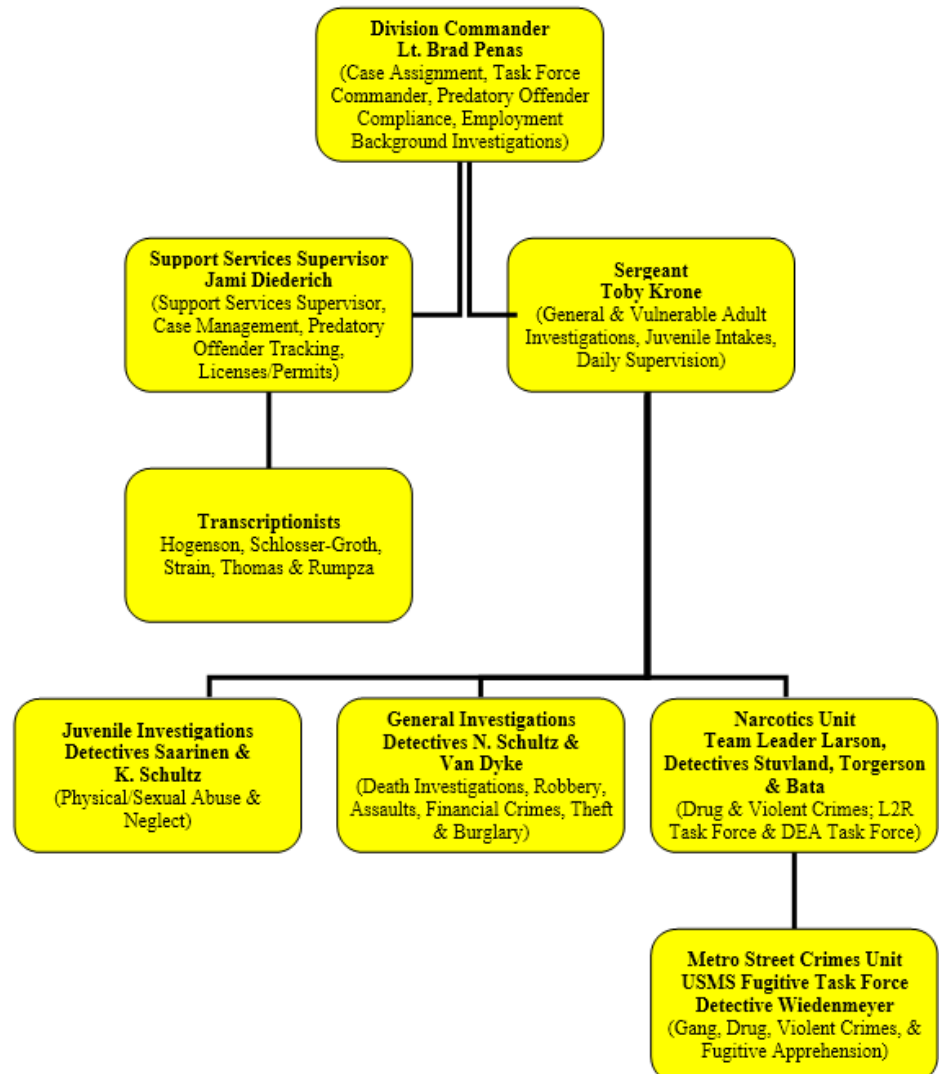 Division Commander
Lt. Brad Penas
(Case Assignment, Task Force
Commander, Predatory Offender
Compliance, Employment
Background Investigations)
Support Services Supervisor
Jami Diederich
(Support Services Supervisor,
Case Management, Predatory
Offender Tracking,
Licenses/Permits)
Sergeant
Toby Krone
(General & Vulnerable Adult
Investigations, Juvenile Intakes,
Daily Supervision)
Transcriptionists
Hogenson, Schlosser-Groth,
Strain, Thomas & Rumpza
Juvenile Investigations
Detectives Saarinen &
K. Schultz
(Physical/Sexual Abuse &
Neglect)
General Investigations
Detectives N. Schultz &
Van Dyke
(Death Investigations, Robbery,
Assaults, Financial Crimes, Theft
& Burglary)
Narcotics Unit
Team Leader Larson,
Detectives Stuvland, Torgerson
& Bata
(Drug & Violent Crimes; L2R
Task Force & DEA Task Force)
Metro Street Crimes Unit
USMS Fugitive Task Force
Detective Wiedenmeyer
(Gang, Drug, Violent Crimes, &
Fugitive Apprehension)